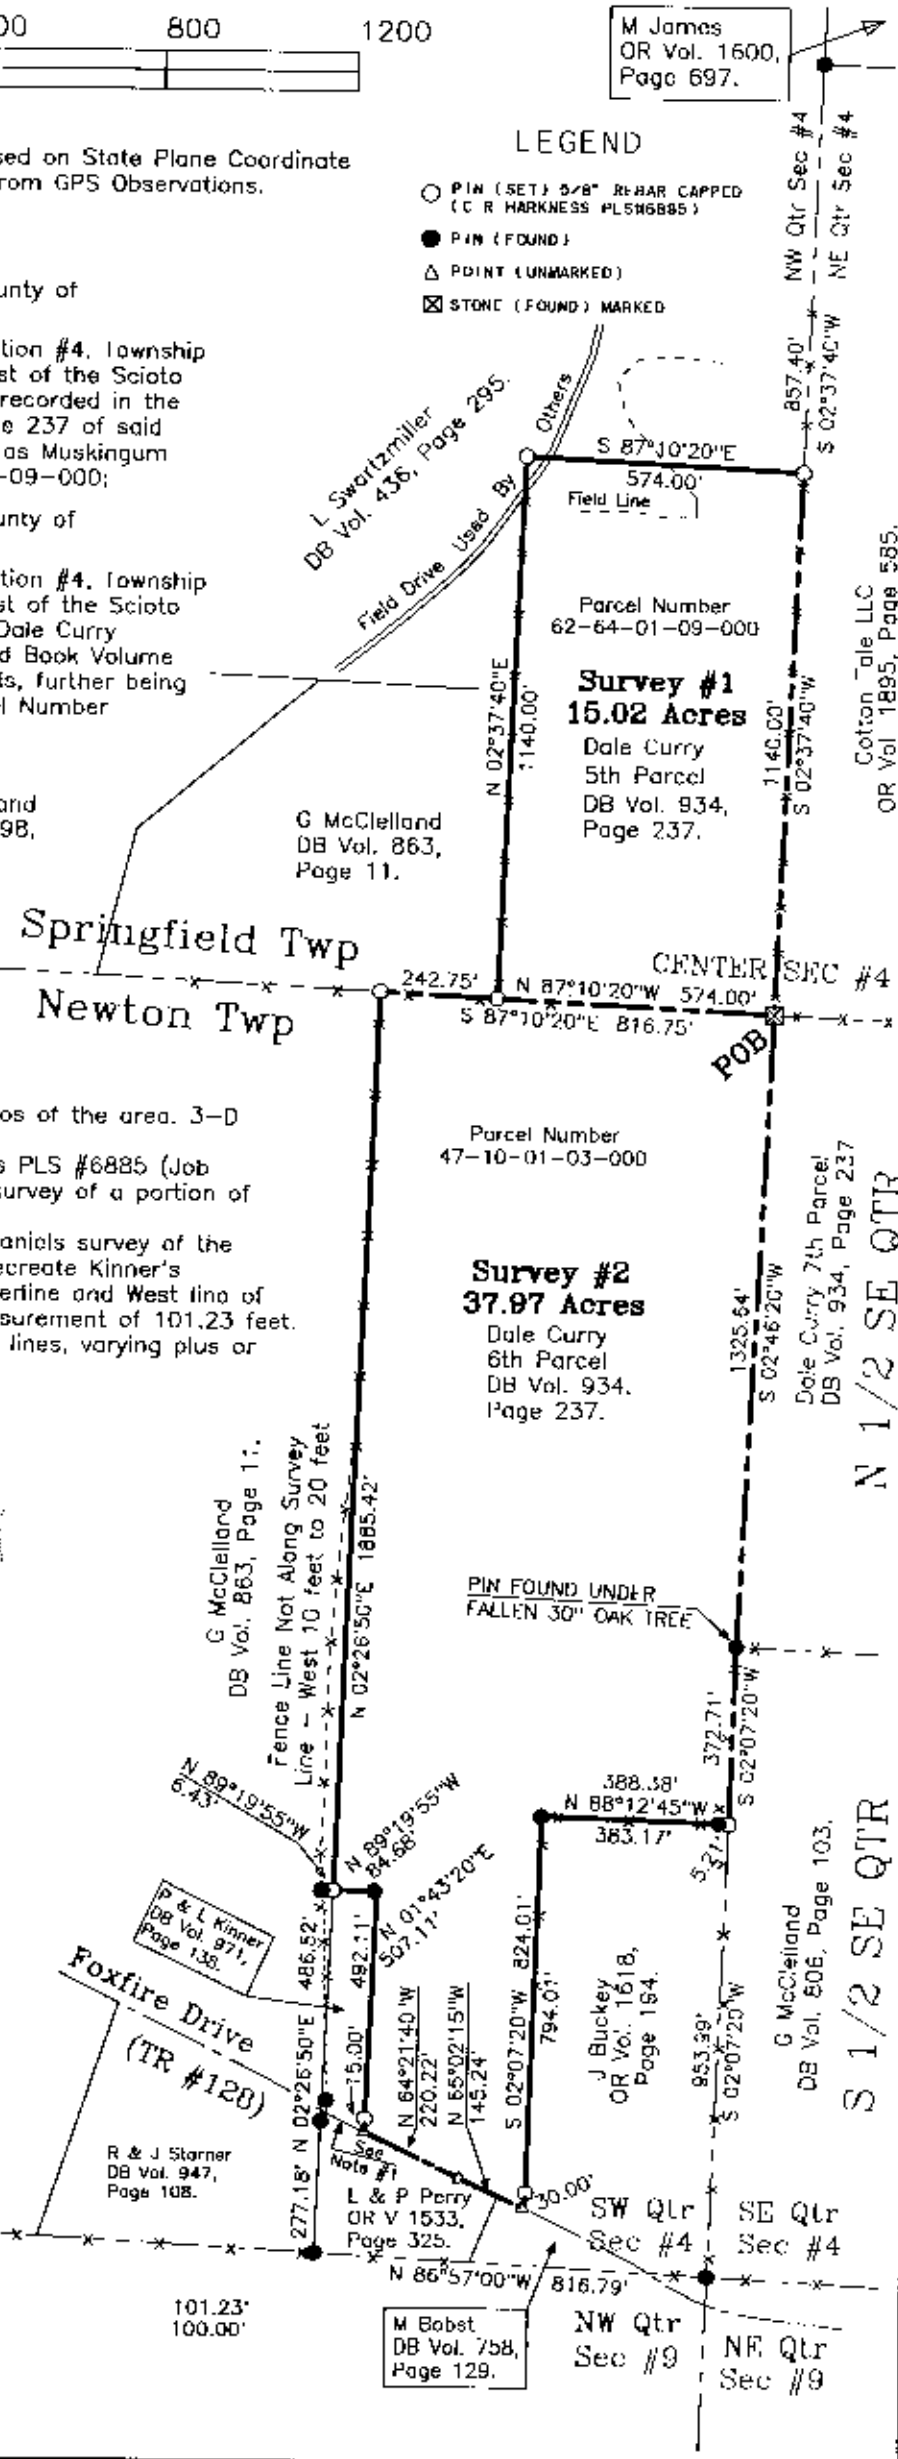 800
1200
M James
OR Vol. 1600,
Page 697.
LEGEND
PIN (SET) 5/8" REBAR CAPPED
(C R HARKNESS PLS#6885)
PIN (FOUND)
POINT (UNMARKED)
STONE (FOUND) MARKED
sed on State Plane Coordinate
rom GPS Observations.
NW Qtr Sec #4
NE Qtr Sec #4
857.40'
S 02°37'40"W
unty of
tion #4, Township
st of the Scioto
recorded in the
e 237 of said
as Muskingum
-09-000;
unty of
tion #4, Township
st of the Scioto
Dale Curry
d Book Volume
ts, further being
l Number
and
98,
L Swartzmiller
DB Vol. 436, Page 295.
Field Drive Used By Others
S 87°10'20"E
574.00'
Field Line
Parcel Number
62-64-01-09-000
Survey #1
15.02 Acres
Dale Curry
5th Parcel
DB Vol. 934,
Page 237.
N 02°37'40"E
1140.00'
1140.00'
S 02°37'40"W
Cotton Tale LLC
OR Vol 1895, Page 585.
G McClelland
DB Vol. 863,
Page 11.
Springfield Twp
Newton Twp
242.75'
N 87°10'20"W 574.00'
S 87°10'20"E 816.75'
CENTER SEC #4
POB
os of the area. 3-D
s PLS #6885 (Job
survey of a portion of
aniels survey of the
ecreate Kinner's
erline and West line of
surement of 101.23 feet.
lines, varying plus or
Parcel Number
47-10-01-03-000
Survey #2
37.97 Acres
Dale Curry
6th Parcel
DB Vol. 934.
Page 237.
1325.64'
S 02°46'20"W
Dale Curry 7th Parcel
DB Vol. 934, Page 237
N 1/2 SE QTR
G McClelland
DB Vol. 863, Page 11.
Fence Line Not Along Survey
Line - West 10 feet to 20 feet
N 02°26'50"E 1885.42'
PIN FOUND UNDER
FALLEN 30" OAK TREE
372.71'
S 02°07'20"W
388.38'
N 88°12'45"W
383.17'
5.21'
N 89°19'55"W
6.43'
N 89°19'55"W
84.68'
N 01°43'20"E
507.11'
492.11'
15.00'
486.52'
N 02°26'50"E
277.18'
P & L Kinner
DB Vol. 971,
Page 138.
Foxfire Drive
(TR #128)
N 64°21'40"W
220.22'
N 65°02'15"W
145.24'
S 02°07'20"W 824.01'
794.01'
30.00'
J Buckey
OR Vol. 1618,
Page 194.
953.99'
S 02°07'20"W
G McClelland
DB Vol. 806, Page 103.
S 1/2 SE QTR
R & J Starner
DB Vol. 947,
Page 108.
See
Note #1
L & P Perry
OR V 1533,
Page 325.
SW Qtr
Sec #4
SE Qtr
Sec #4
N 86°57'00"W 816.79'
101.23'
100.00'
M Bobst
DB Vol. 758,
Page 129.
NW Qtr
Sec #9
NE Qtr
Sec #9